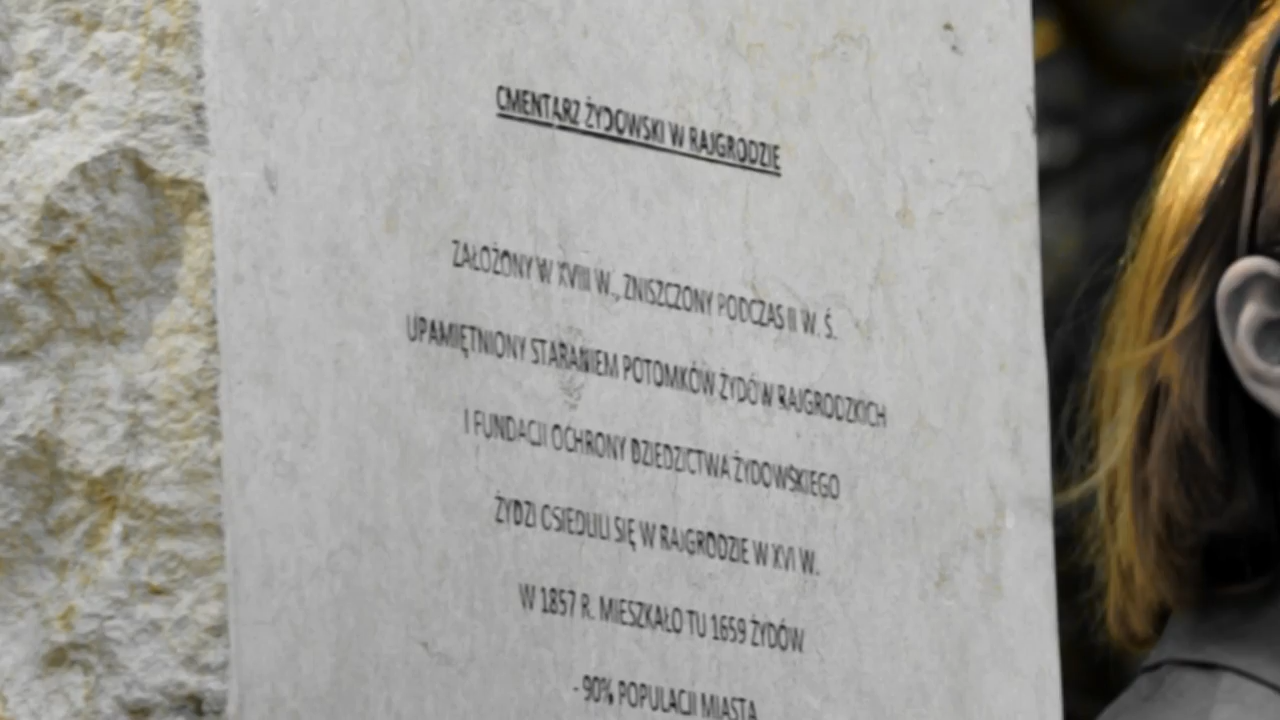 CMENTARZ ŻYDOWSKI W RAJGRODZIE
ZAŁOŻONY W XVIII W., ZNISZCZONY PODCZAS II W. Ś.
UPAMIĘTNIONY STARANIEM POTOMKÓW ŻYDÓW RAJGRODZKICH
I FUNDACJI OCHRONY DZIEDZICTWA ŻYDOWSKIEGO
ŻYDZI OSIEDLILI SIĘ W RAJGRODZIE W XVI W.
W 1857 R. MIESZKAŁO TU 1659 ŻYDÓW
- 90% POPULACJI MIASTA